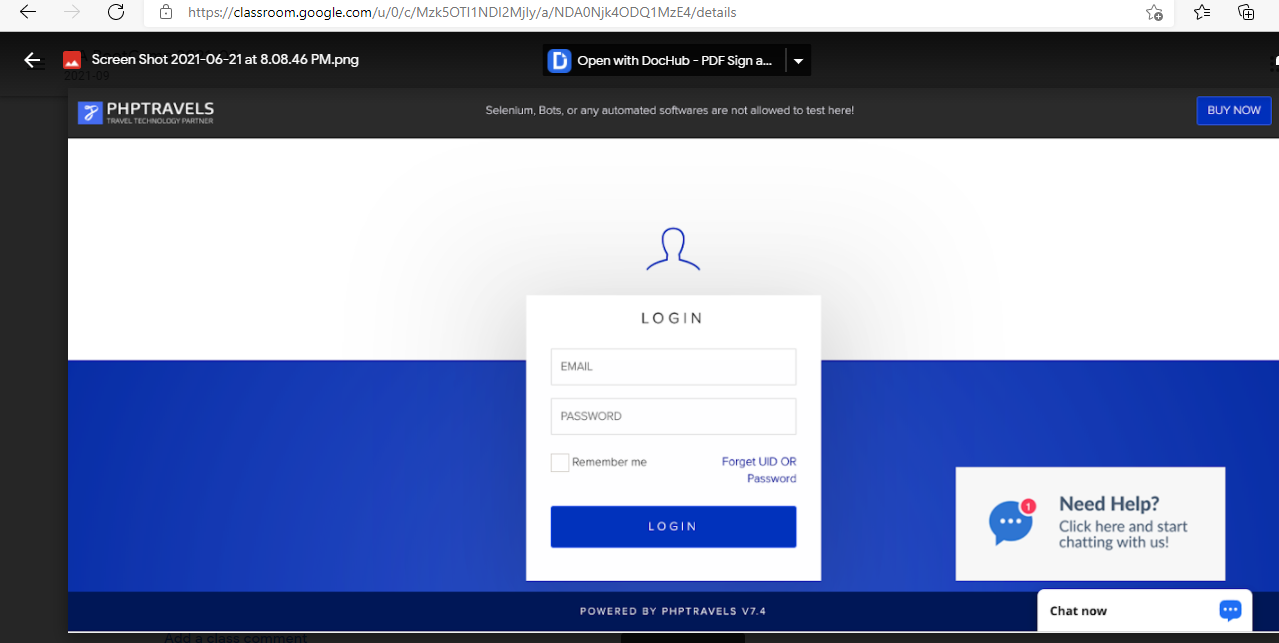 https://classroom.google.com/u/0/c/Mzk5OTI1NDI2Mjly/a/NDA0Njk4ODQ1MzE4/details
Screen Shot 2021-06-21 at 8.08.46 PM.png
Open with DocHub - PDF Sign a...
2021-09
PHPTRAVELS
TRAVEL TECHNOLOGY PARTNER
Selenium, Bots, or any automated softwares are not allowed to test here!
BUY NOW
LOGIN
EMAIL
PASSWORD
Remember me
Forget UID OR
Password
LOGIN
1
Need Help?
Click here and start
chatting with us!
POWERED BY PHPTRAVELS V7.4
Chat now
Add a class comment